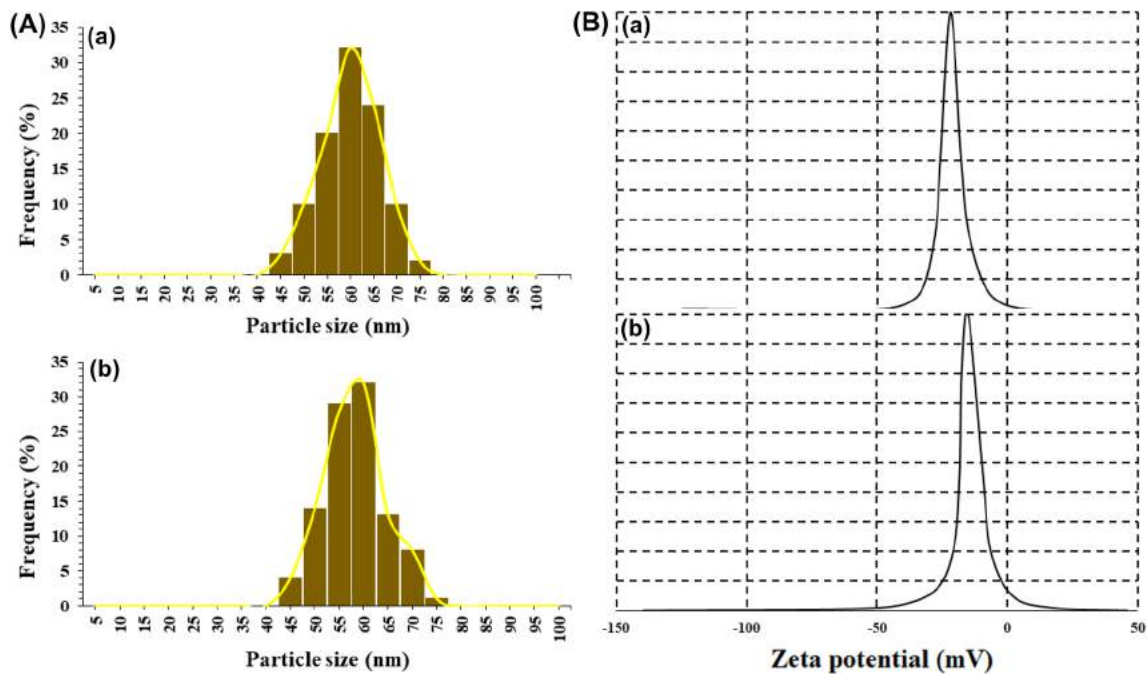 (A)
(a)
35
30
25
20
15
10
5
0
Frequency (%)
5 10 15 20 25 30 35 40 45 50 55 60 65 70 75 80 85 90 95 100
Particle size (nm)
(b)
35
30
25
20
15
10
5
0
Frequency (%)
5 10 15 20 25 30 35 40 45 50 55 60 65 70 75 80 85 90 95 100
Particle size (nm)
(B)
(a)
(b)
-150 -100 -50 0 50
Zeta potential (mV)